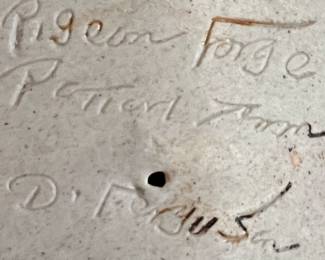 Pigeon Forge
Pottery Tenn
D. Ferguson